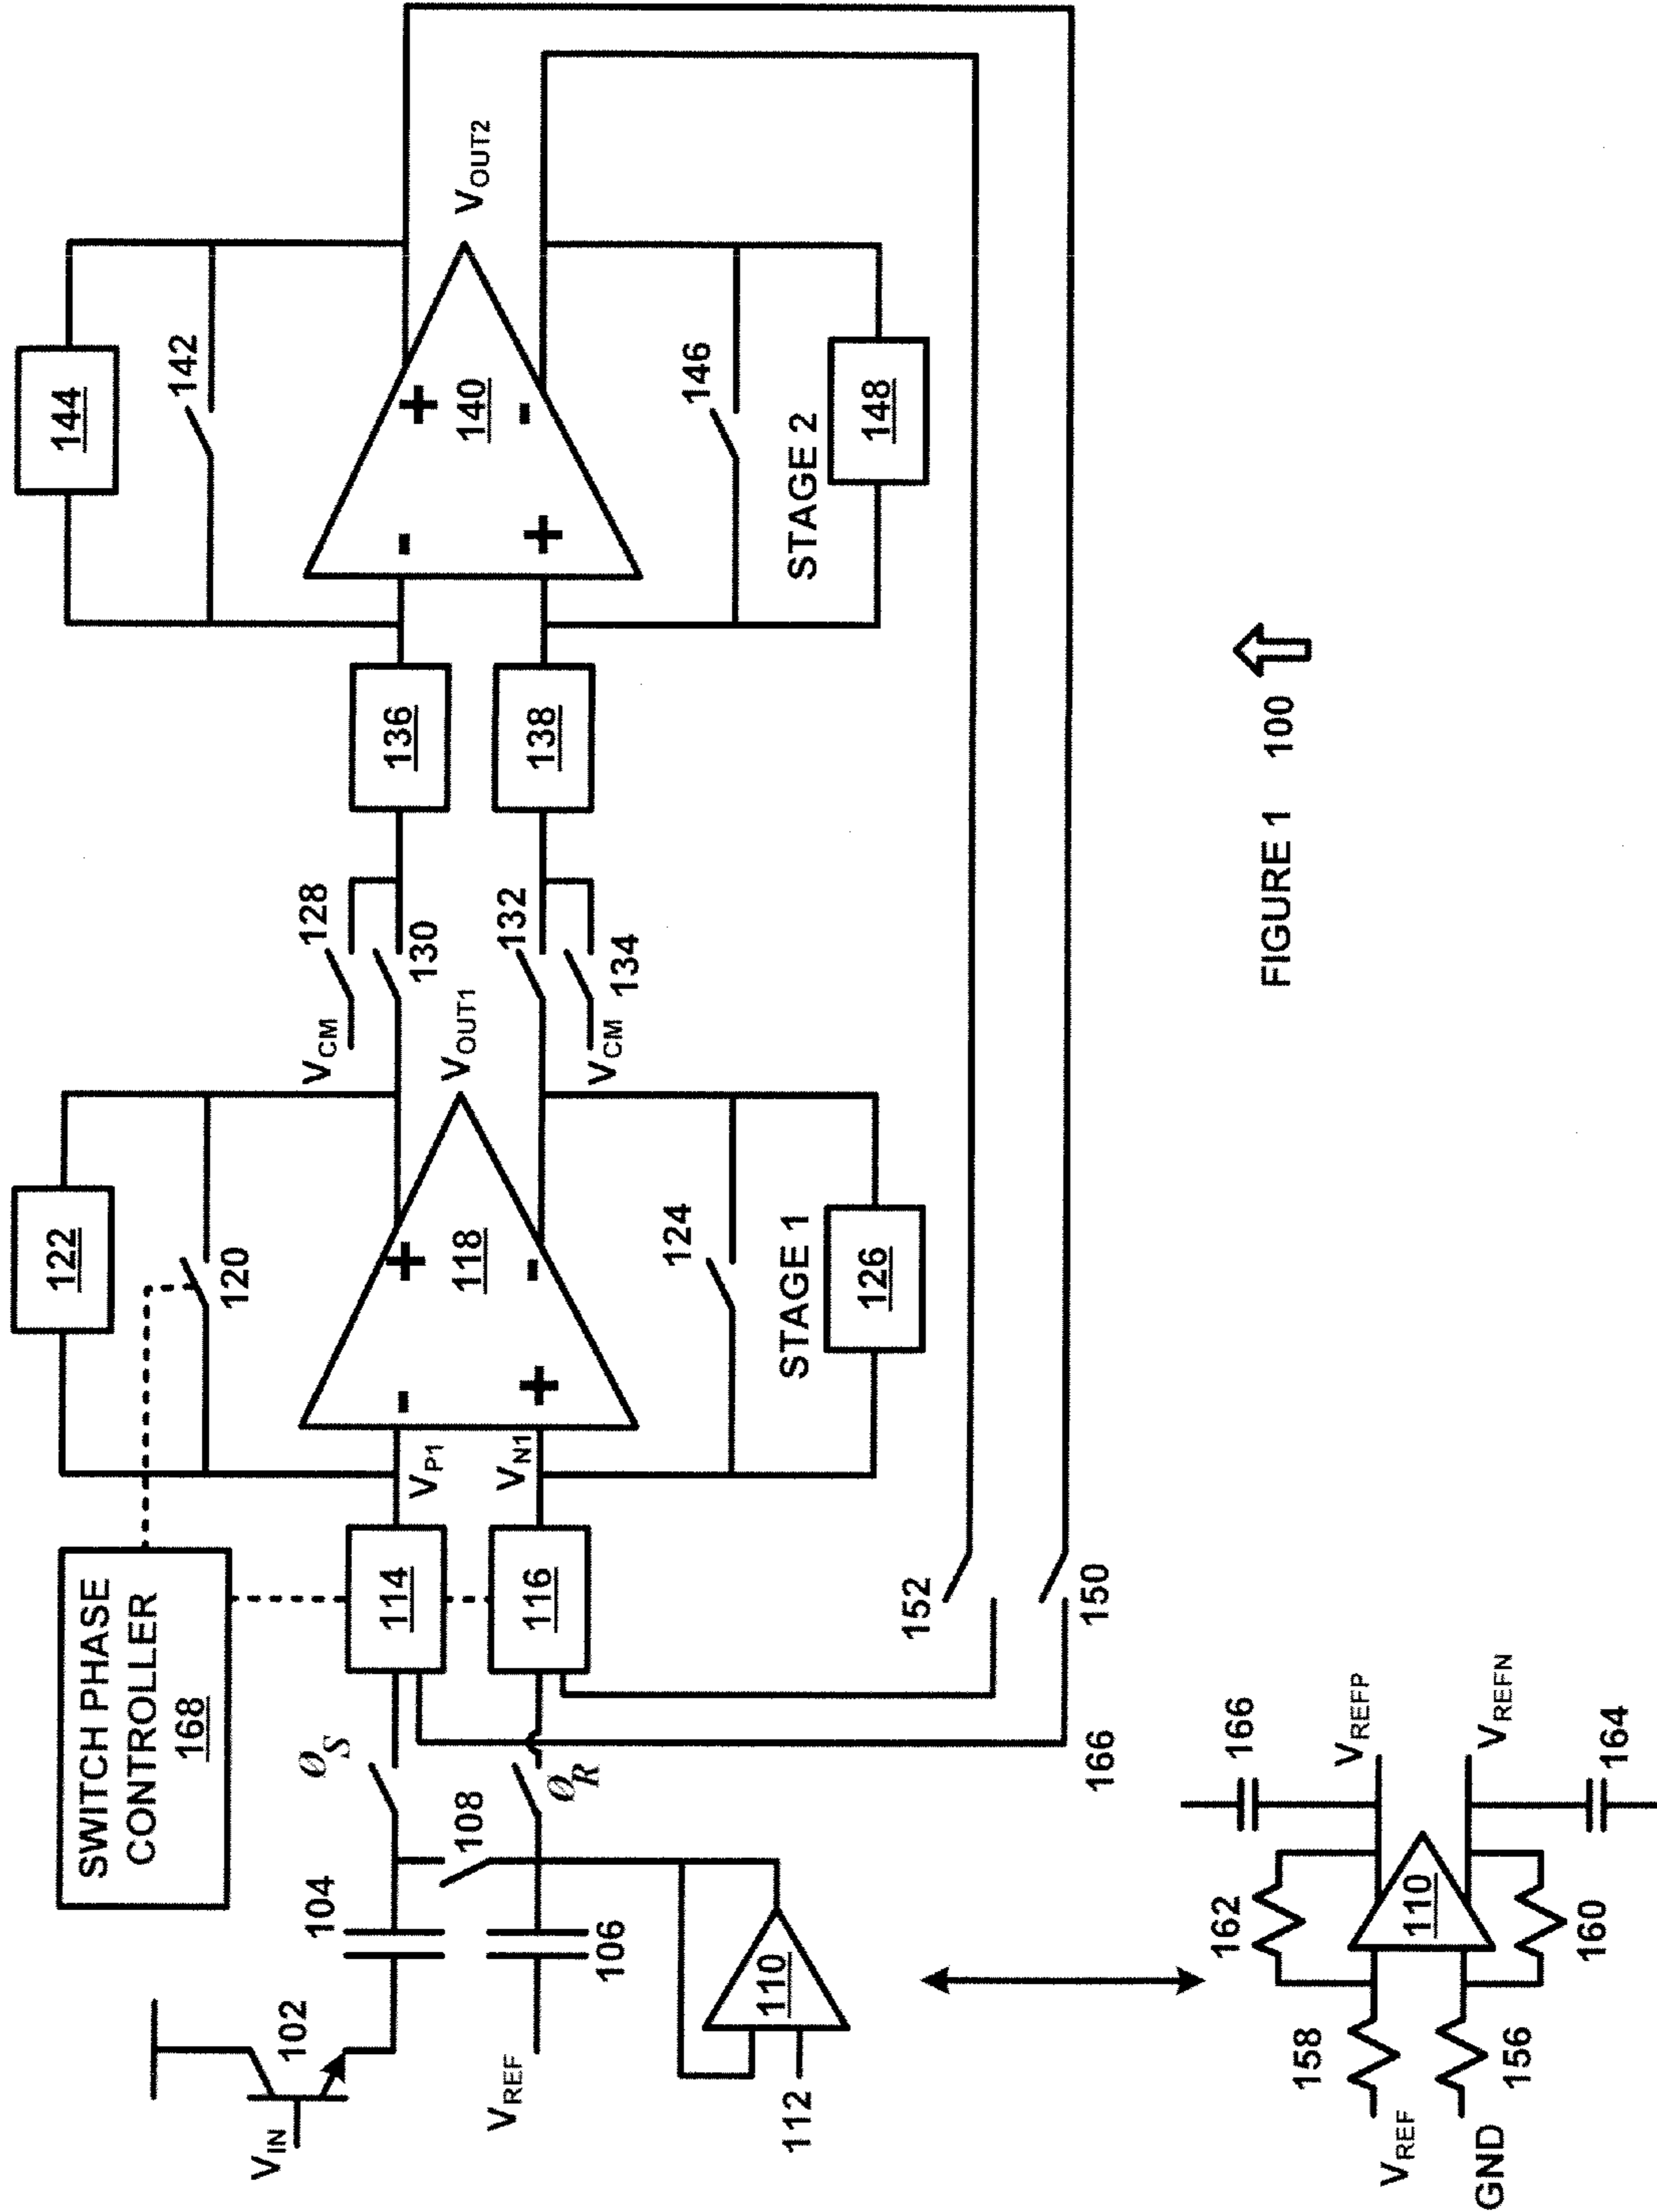 SWITCH PHASE
CONTROLLER
168
122
144
120
142
V_IN
102
104
Ø_S
114
V_P1
-
+
118
V_OUT1
V_CM
128
130
136
-
+
140
V_OUT2
V_REF
106
108
Ø_R
116
V_N1
+
-
132
V_CM
134
138
+
-
112
110
124
146
STAGE 1
126
STAGE 2
148
152
150
166
V_REF
158
162
110
166
V_REFP
GND
156
160
V_REFN
164
FIGURE 1 100